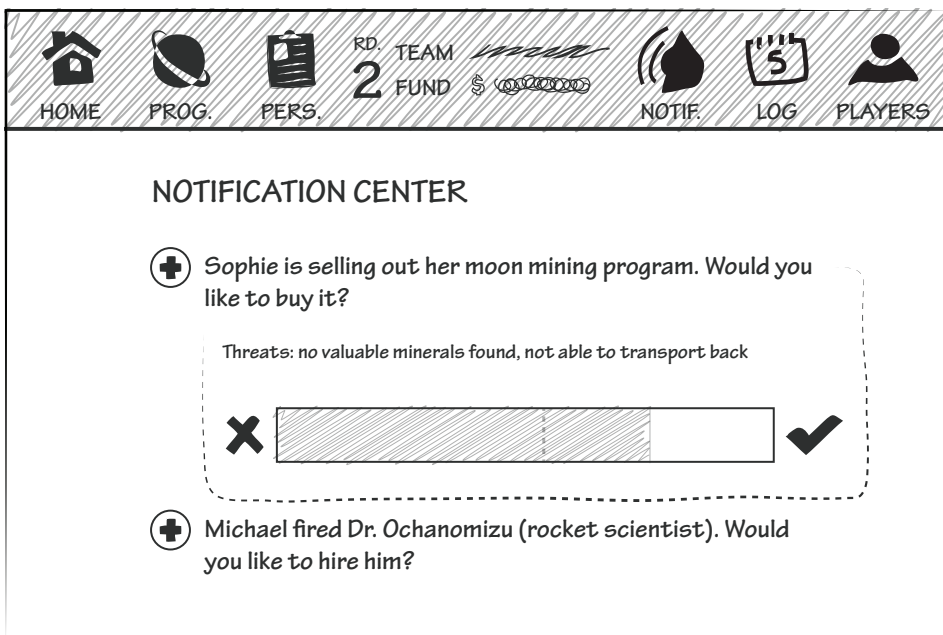 RD.
2
TEAM
FUND $
5
HOME PROG. PERS. NOTIF. LOG PLAYERS
NOTIFICATION CENTER
Sophie is selling out her moon mining program. Would you
like to buy it?
Threats: no valuable minerals found, not able to transport back
Michael fired Dr. Ochanomizu (rocket scientist). Would
you like to hire him?